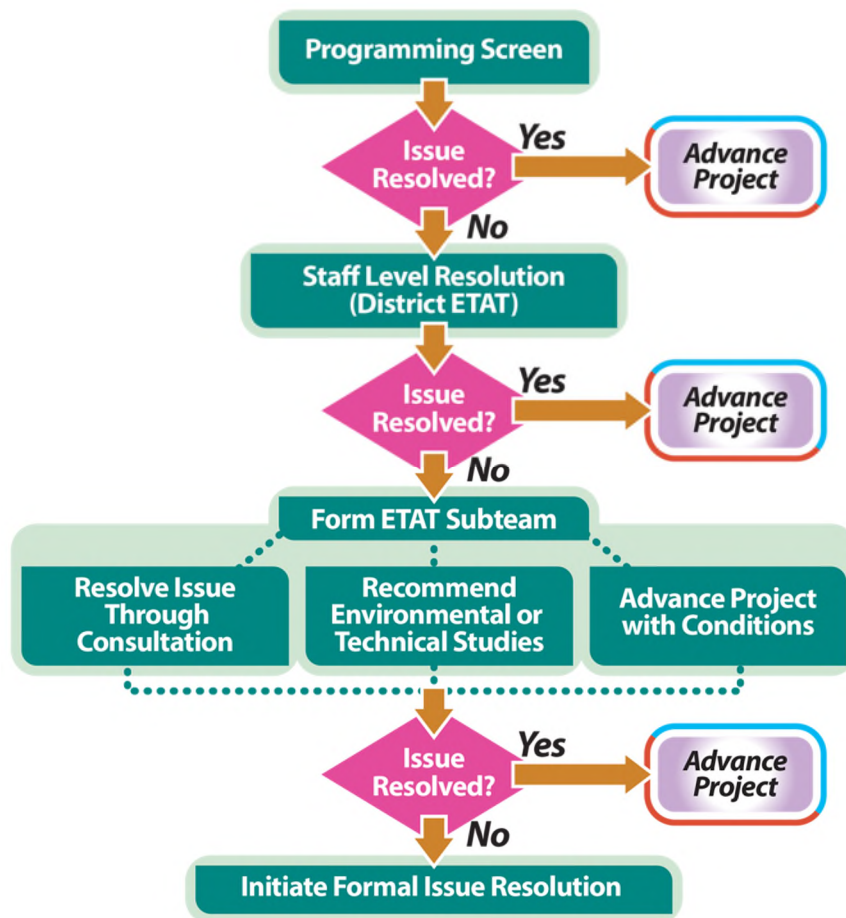 Programming Screen
Issue
Resolved?
Yes
Advance
Project
No
Staff Level Resolution
(District ETAT)
Issue
Resolved?
Yes
Advance
Project
No
Form ETAT Subteam
Resolve Issue
Through
Consultation
Recommend
Environmental or
Technical Studies
Advance Project
with Conditions
Issue
Resolved?
Yes
Advance
Project
No
Initiate Formal Issue Resolution